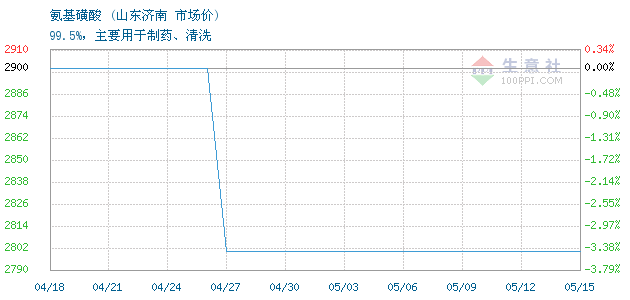 氨基磺酸 (山东济南 市场价)
99.5%，主要用于制药、清洗
2910 0.34%
2900 0.00%
2886 -0.48%
2874 -0.90%
2862 -1.31%
2850 -1.72%
2838 -2.14%
2826 -2.55%
2814 -2.97%
2802 -3.38%
2790 -3.79%
生意社
100PPI.COM
04/18 04/21 04/24 04/27 04/30 05/03 05/06 05/09 05/12 05/15